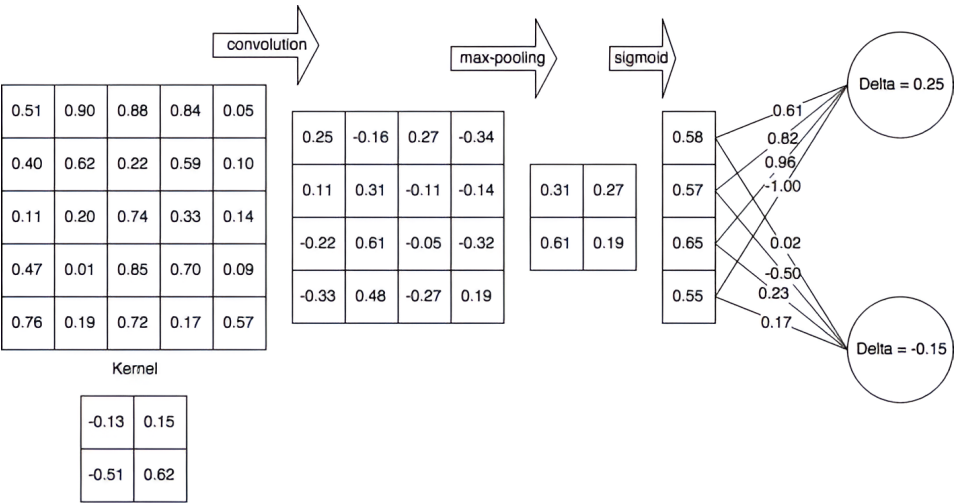 convolution
max-pooling
sigmoid
0.51 0.90 0.88 0.84 0.05
0.40 0.62 0.22 0.59 0.10
0.11 0.20 0.74 0.33 0.14
0.47 0.01 0.85 0.70 0.09
0.76 0.19 0.72 0.17 0.57
Kernel
-0.13 0.15
-0.51 0.62
0.25 -0.16 0.27 -0.34
0.11 0.31 -0.11 -0.14
-0.22 0.61 -0.05 -0.32
-0.33 0.48 -0.27 0.19
0.31 0.27
0.61 0.19
0.58
0.57
0.65
0.55
0.61
0.82
0.96
-1.00
0.02
-0.50
0.23
0.17
Delta = 0.25
Delta = -0.15